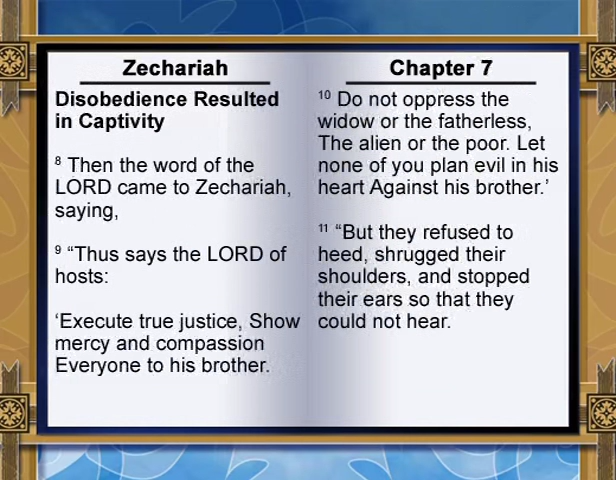 Zechariah
Disobedience Resulted
in Captivity
8 Then the word of the
LORD came to Zechariah,
saying,
9 “Thus says the LORD of
hosts:
‘Execute true justice, Show
mercy and compassion
Everyone to his brother.
Chapter 7
10 Do not oppress the
widow or the fatherless,
The alien or the poor. Let
none of you plan evil in his
heart Against his brother.’
11 “But they refused to
heed, shrugged their
shoulders, and stopped
their ears so that they
could not hear.